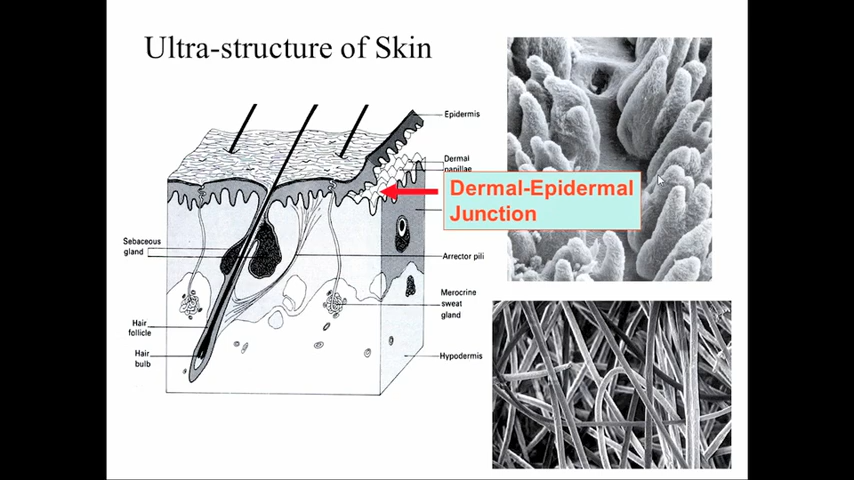 Ultra-structure of Skin
Epidermis
Dermal
papillae
Dermal-Epidermal
Junction
Sebaceous
gland
Arrector pili
Merocrine
sweat
gland
Hair
follicle
Hair
bulb
Hypodermis